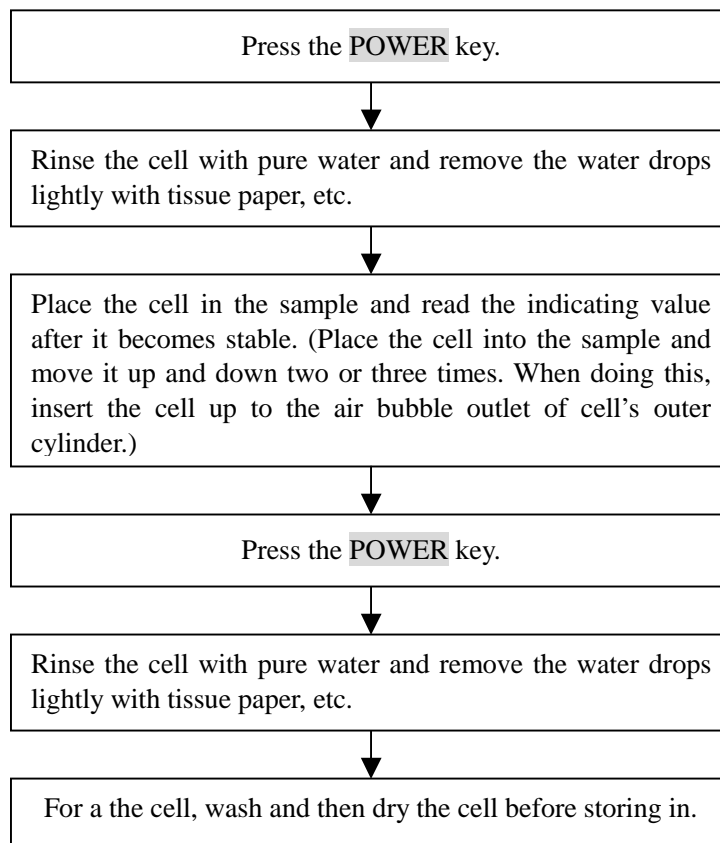 Press the POWER key.
Rinse the cell with pure water and remove the water drops
lightly with tissue paper, etc.
Place the cell in the sample and read the indicating value
after it becomes stable. (Place the cell into the sample and
move it up and down two or three times. When doing this,
insert the cell up to the air bubble outlet of cell's outer
cylinder.)
Press the POWER key.
Rinse the cell with pure water and remove the water drops
lightly with tissue paper, etc.
For a the cell, wash and then dry the cell before storing in.